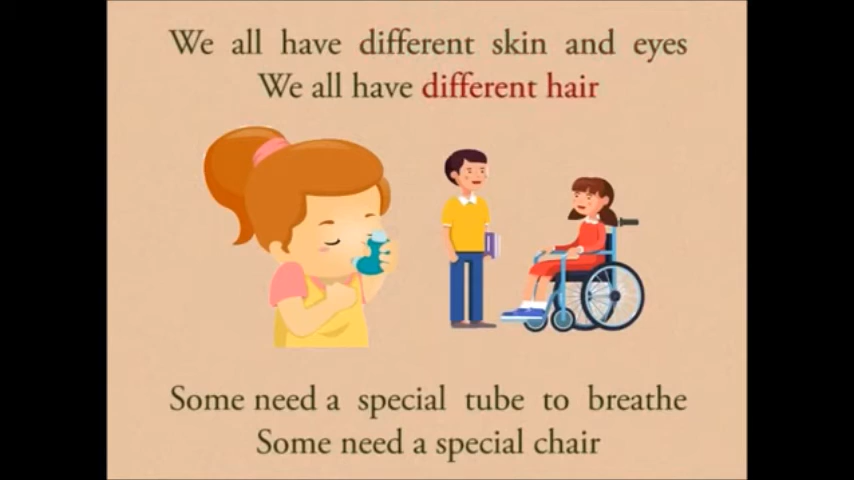 We all have different skin and eyes
We all have different hair
Some need a special tube to breathe
Some need a special chair